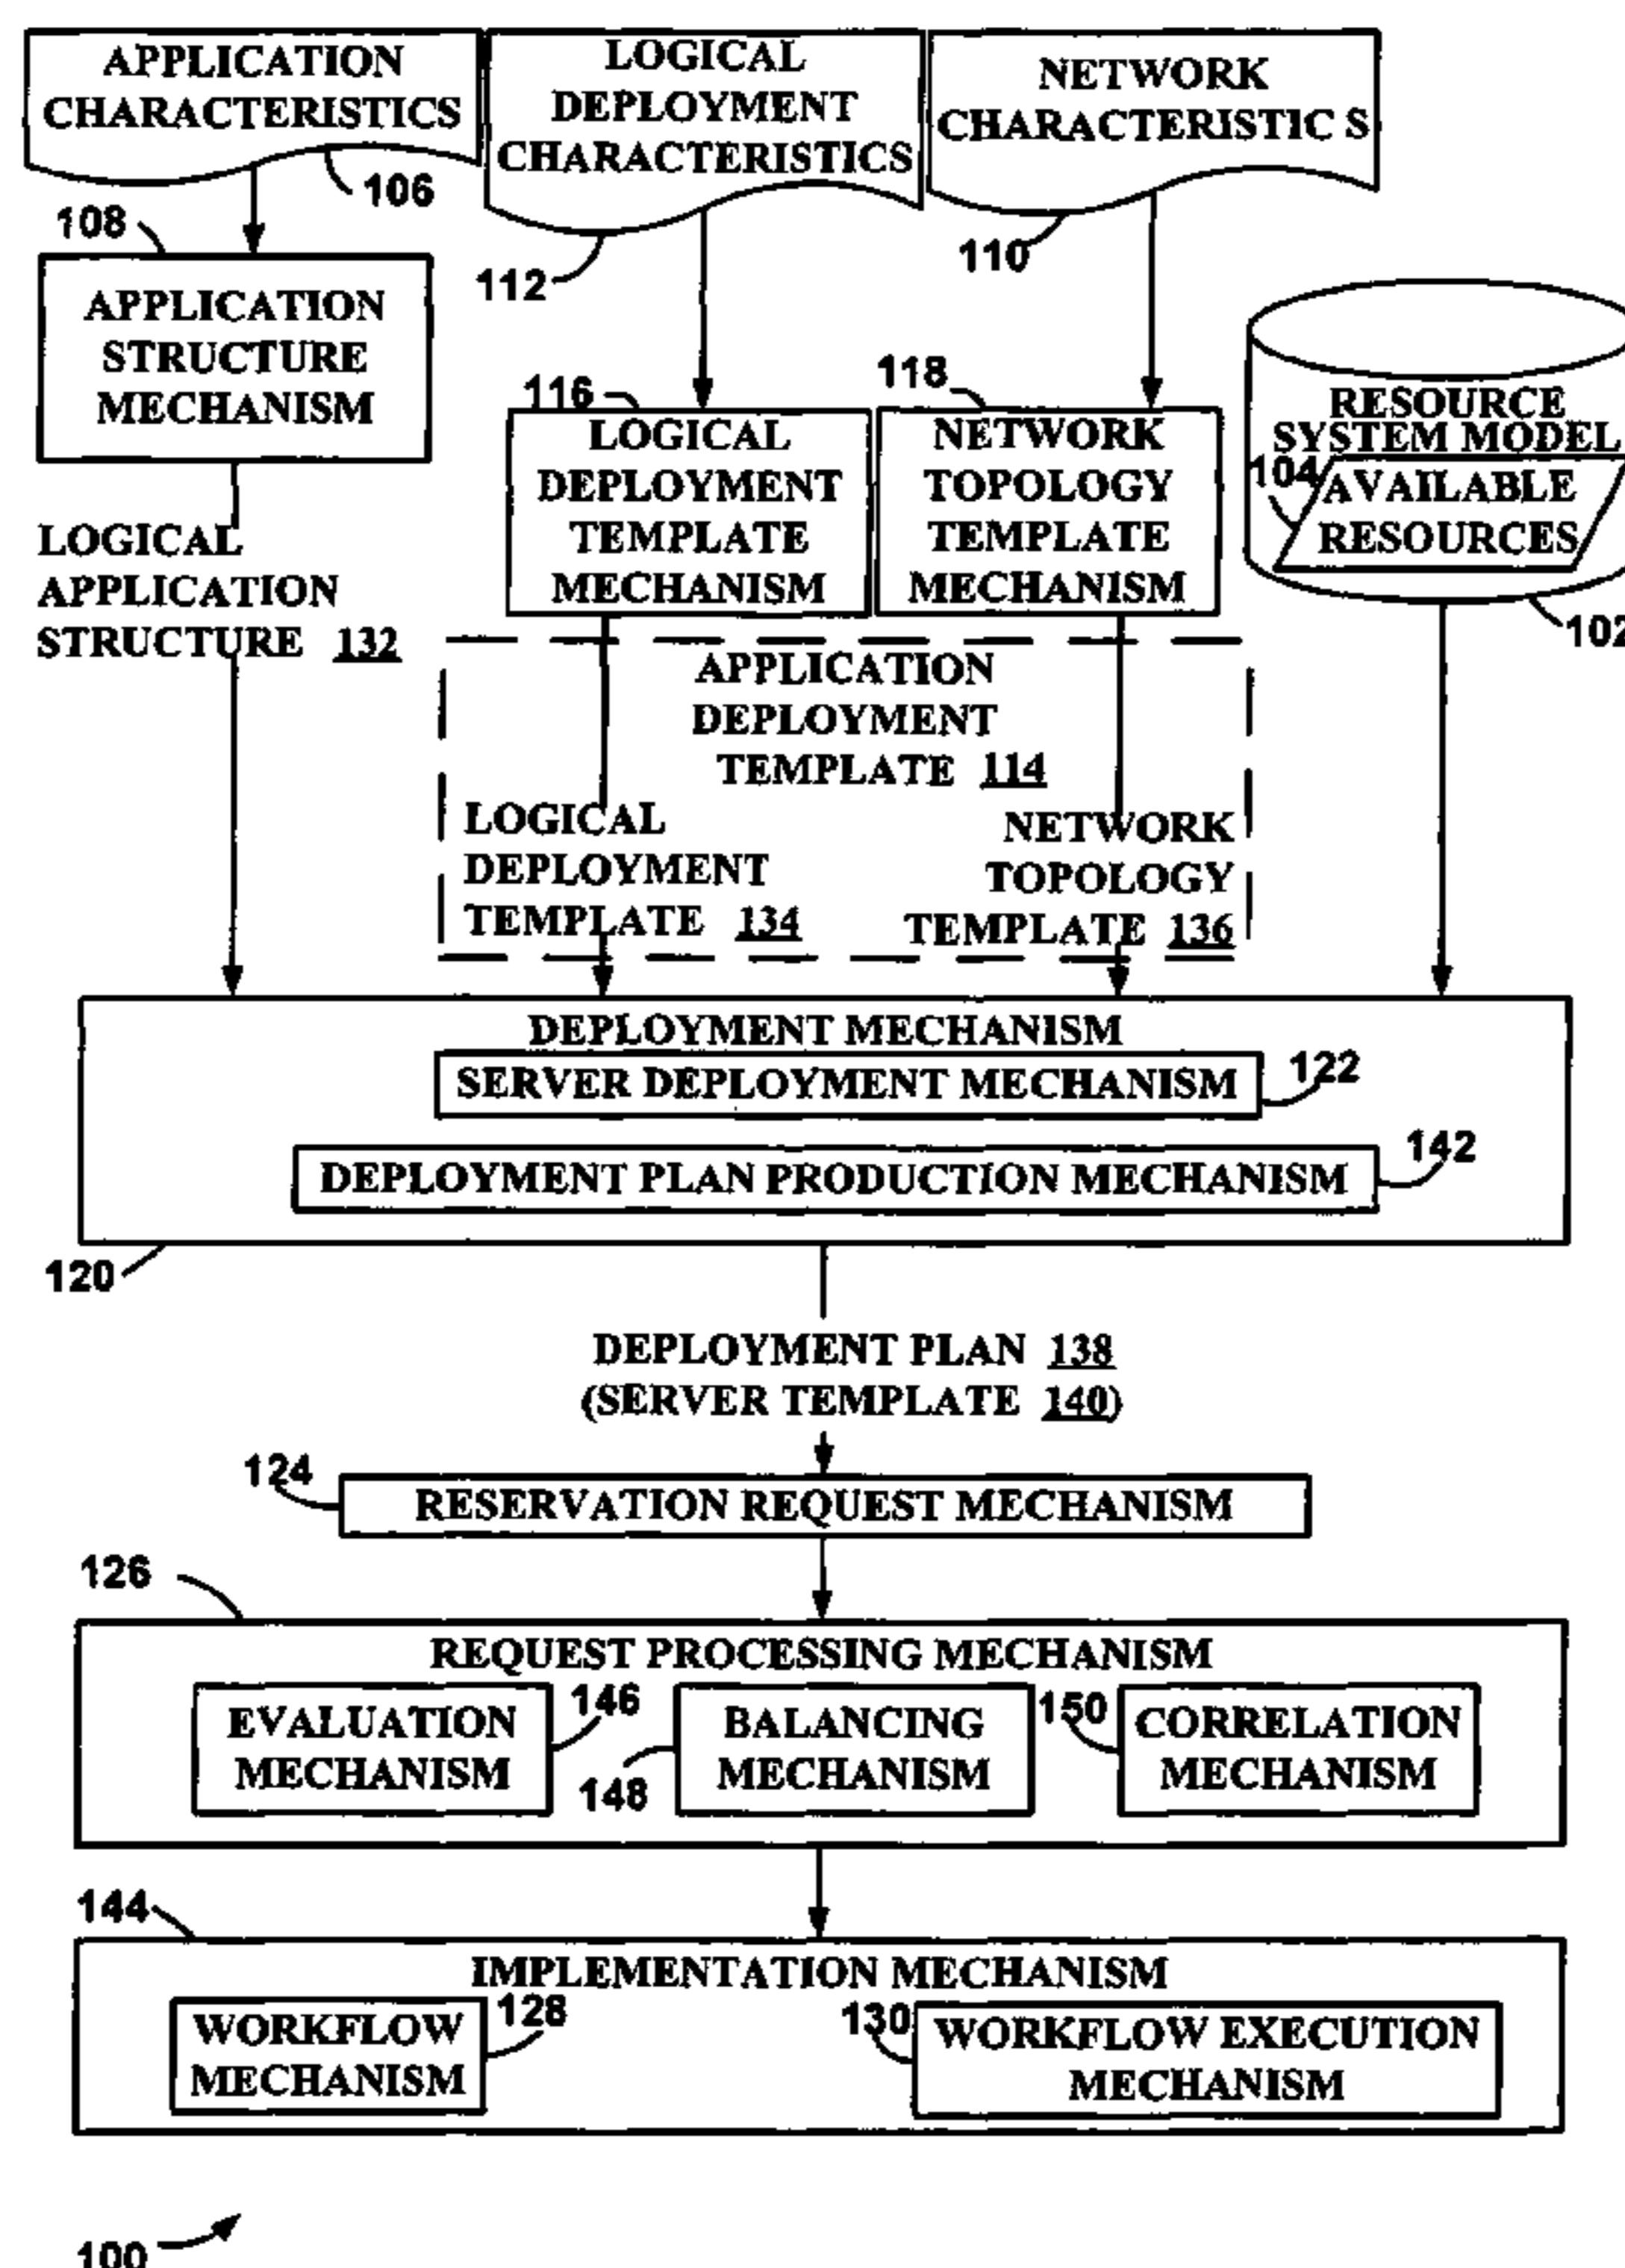 APPLICATION
CHARACTERISTICS
106
LOGICAL
DEPLOYMENT
CHARACTERISTICS
112
NETWORK
CHARACTERISTIC S
110
108
APPLICATION
STRUCTURE
MECHANISM
116
LOGICAL
DEPLOYMENT
TEMPLATE
MECHANISM
118
NETWORK
TOPOLOGY
TEMPLATE
MECHANISM
RESOURCE
SYSTEM MODEL
104
AVAILABLE
RESOURCES
102
LOGICAL
APPLICATION
STRUCTURE 132
APPLICATION
DEPLOYMENT
TEMPLATE 114
LOGICAL
DEPLOYMENT
TEMPLATE 134
NETWORK
TOPOLOGY
TEMPLATE 136
DEPLOYMENT MECHANISM
SERVER DEPLOYMENT MECHANISM
122
DEPLOYMENT PLAN PRODUCTION MECHANISM
142
120
DEPLOYMENT PLAN 138
(SERVER TEMPLATE 140)
124
RESERVATION REQUEST MECHANISM
126
REQUEST PROCESSING MECHANISM
EVALUATION
MECHANISM
146
148
BALANCING
MECHANISM
150
CORRELATION
MECHANISM
144
IMPLEMENTATION MECHANISM
WORKFLOW
MECHANISM
128
130
WORKFLOW EXECUTION
MECHANISM
100